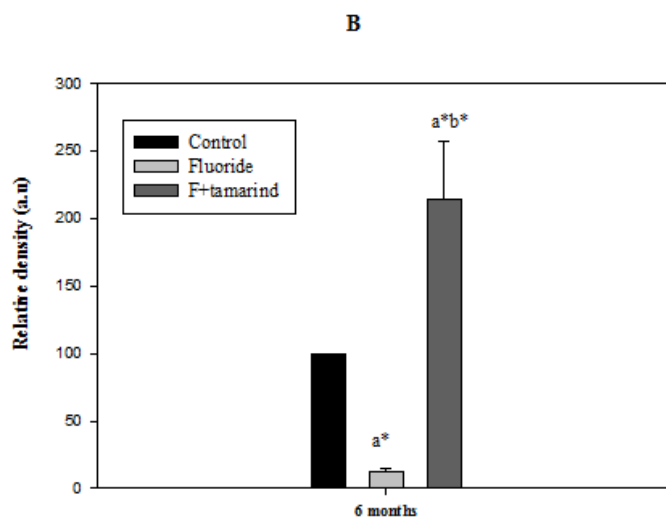 B
300
250
200
150
100
50
0
Relative density (a.u)
Control
Fluoride
F+tamarind
a*b*
a*
6 months